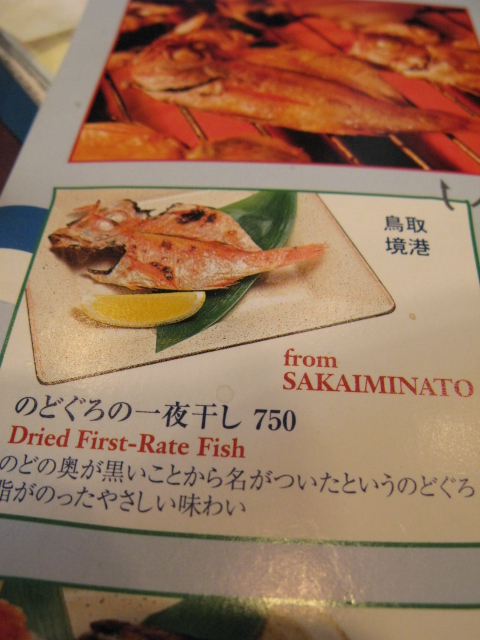 鳥取
境港
from
SAKAIMINATO
のどぐろの一夜干し 750
Dried First-Rate Fish
のどの奥が黒いことから名がついたというのどぐろ
脂がのったやさしい味わい